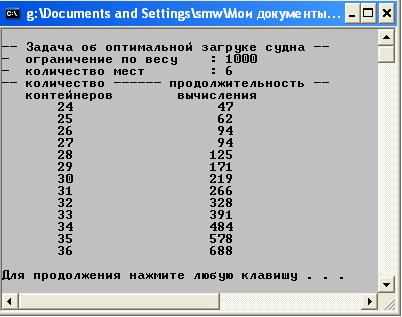 g:\Documents and Settings\smw\Мои документы...
-- Задача об оптимальной загруке судна --
- ограничение по весу : 1000
- количество мест : 6
-- количество ------ продолжительность --
контейнеров вычисления
24 47
25 62
26 94
27 94
28 125
29 171
30 219
31 266
32 328
33 391
34 484
35 578
36 688
Для продолжения нажмите любую клавишу . . .